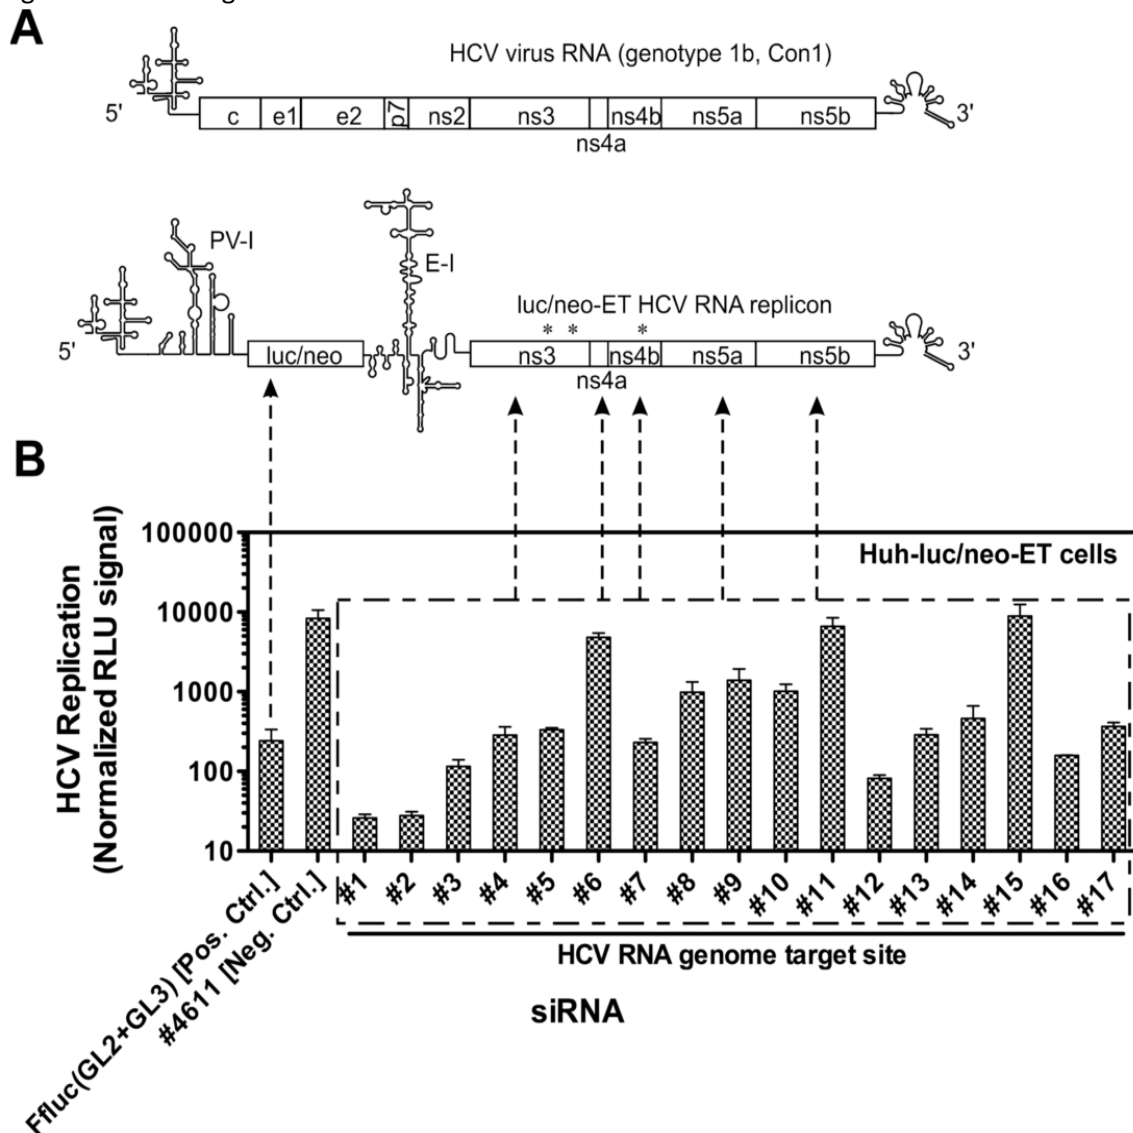 A
HCV virus RNA (genotype 1b, Con1)
5'
c
e1
e2
p7
ns2
ns3
ns4b
ns5a
ns5b
3'
ns4a
PV-I
E-I
luc/neo-ET HCV RNA replicon
* * *
5'
luc/neo
ns3
ns4b
ns5a
ns5b
3'
ns4a
B
HCV Replication
(Normalized RLU signal)
100000
10000
1000
100
10
Huh-luc/neo-ET cells
Ffluc(GL2+GL3) [Pos. Ctrl.]
#4611 [Neg. Ctrl.]
#1
#2
#3
#4
#5
#6
#7
#8
#9
#10
#11
#12
#13
#14
#15
#16
#17
HCV RNA genome target site
siRNA